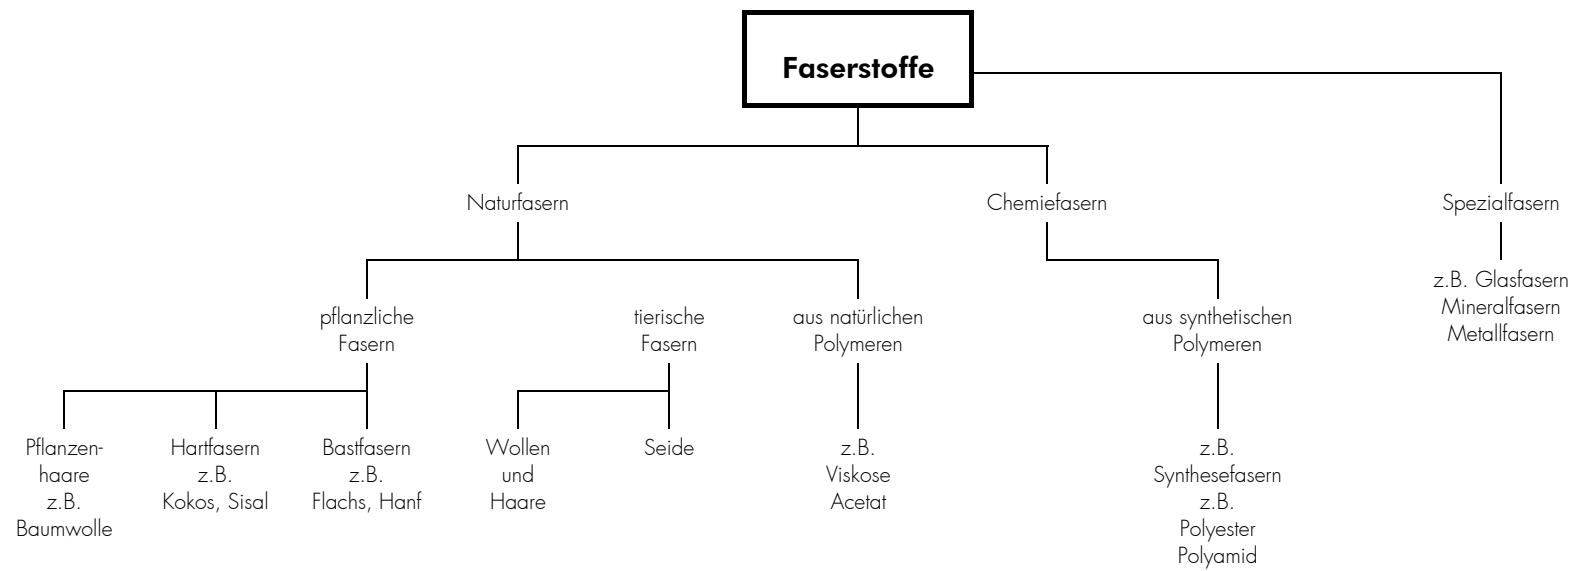 Faserstoffe
Naturfasern
Chemiefasern
Spezialfasern
z.B. Glasfasern
Mineralfasern
Metallfasern
pflanzliche
Fasern
tierische
Fasern
aus natürlichen
Polymeren
aus synthetischen
Polymeren
Pflanzen-
haare
z.B.
Baumwolle
Hartfasern
z.B.
Kokos, Sisal
Bastfasern
z.B.
Flachs, Hanf
Wollen
und
Haare
Seide
z.B.
Viskose
Acetat
z.B.
Synthesefasern
z.B.
Polyester
Polyamid